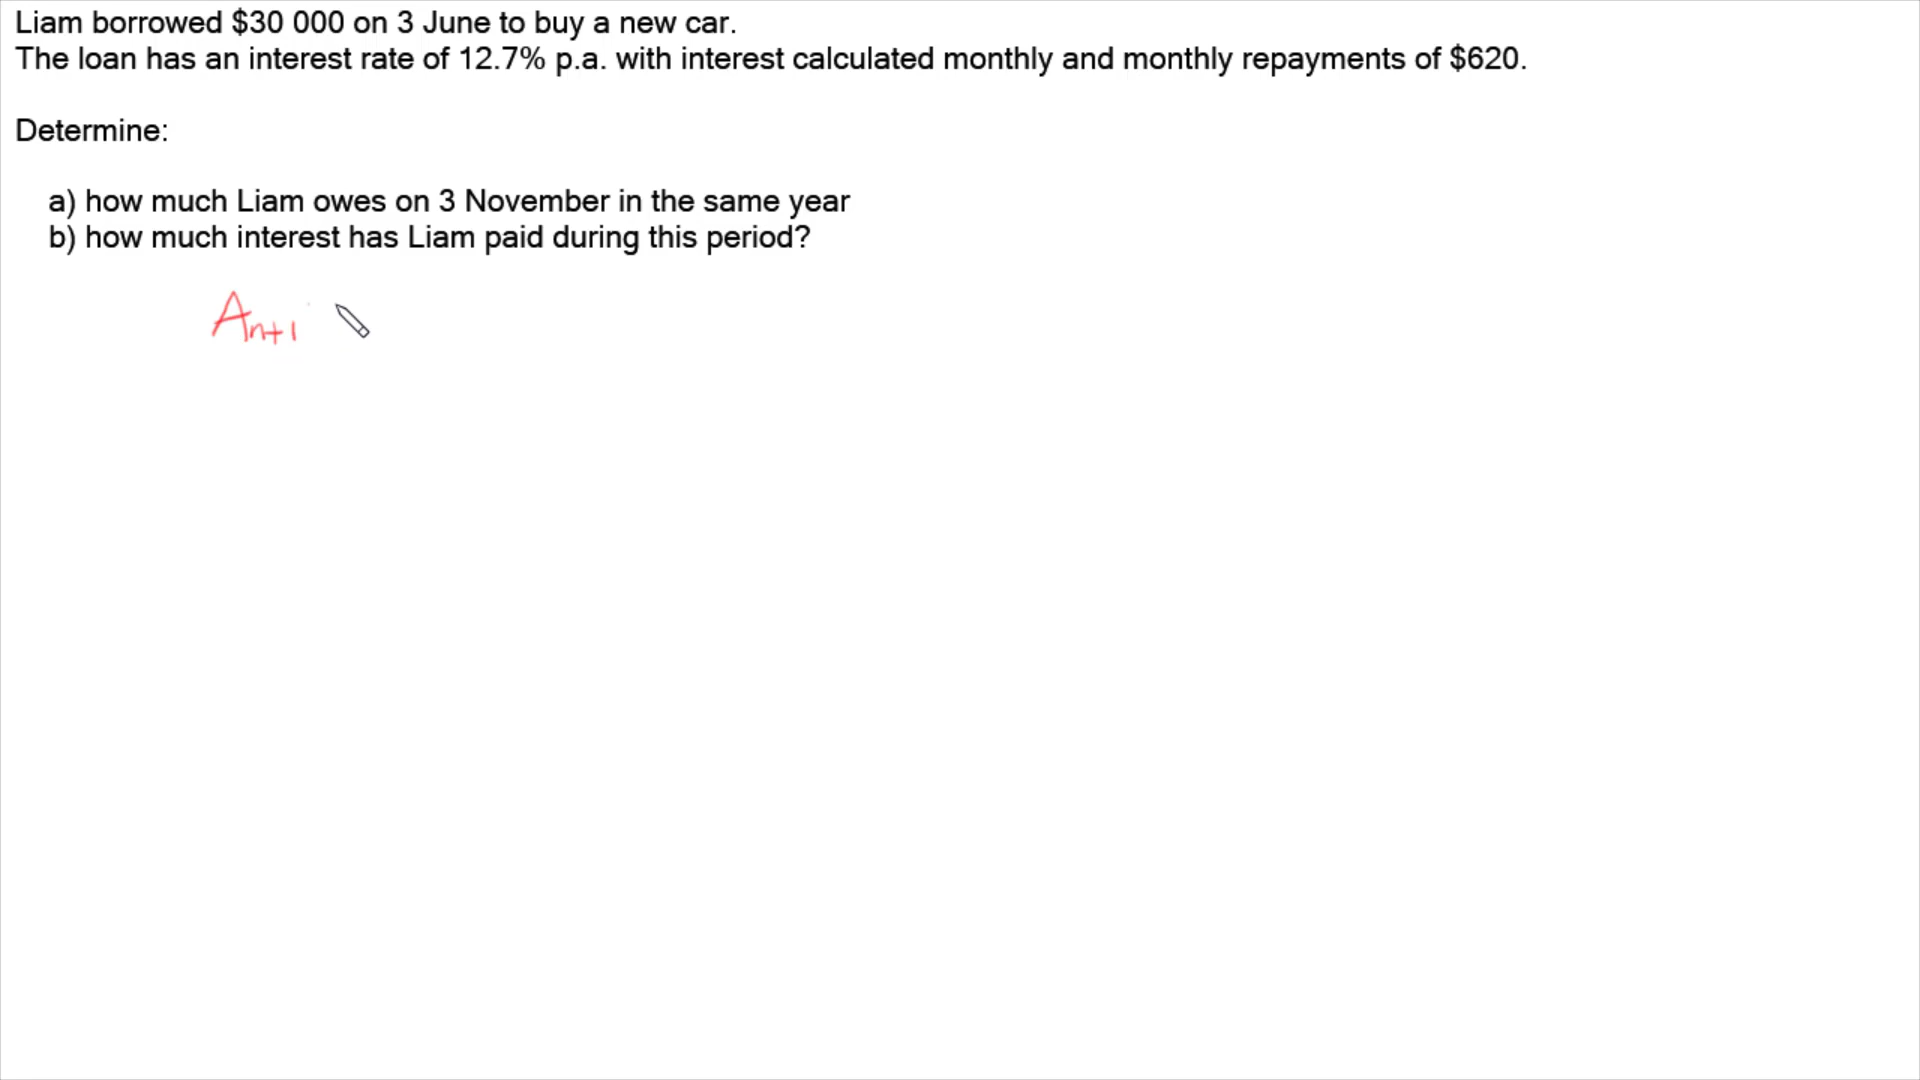 Liam borrowed $30 000 on 3 June to buy a new car.
The loan has an interest rate of 12.7% p.a. with interest calculated monthly and monthly repayments of $620.
Determine:
a) how much Liam owes on 3 November in the same year
b) how much interest has Liam paid during this period?
Aₙ₊₁